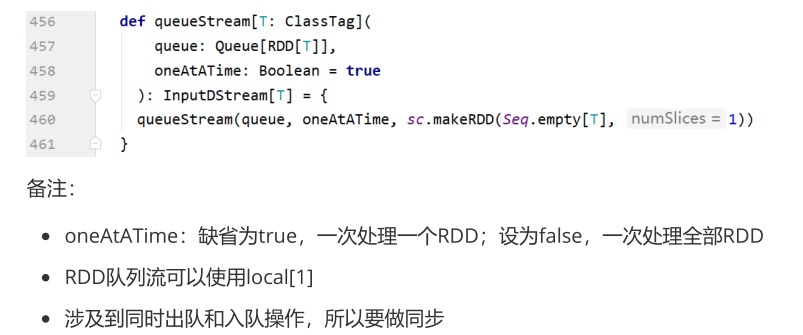 456 def queueStream[T: ClassTag](
457 queue: Queue[RDD[T]],
458 oneAtATime: Boolean = true
459 ): InputDStream[T] = {
460 queueStream(queue, oneAtATime, sc.makeRDD(Seq.empty[T], numSlices = 1))
461 }
备注：
• oneAtATime：缺省为true，一次处理一个RDD；设为false，一次处理全部RDD
• RDD队列流可以使用local[1]
• 涉及到同时出队和入队操作，所以要做同步